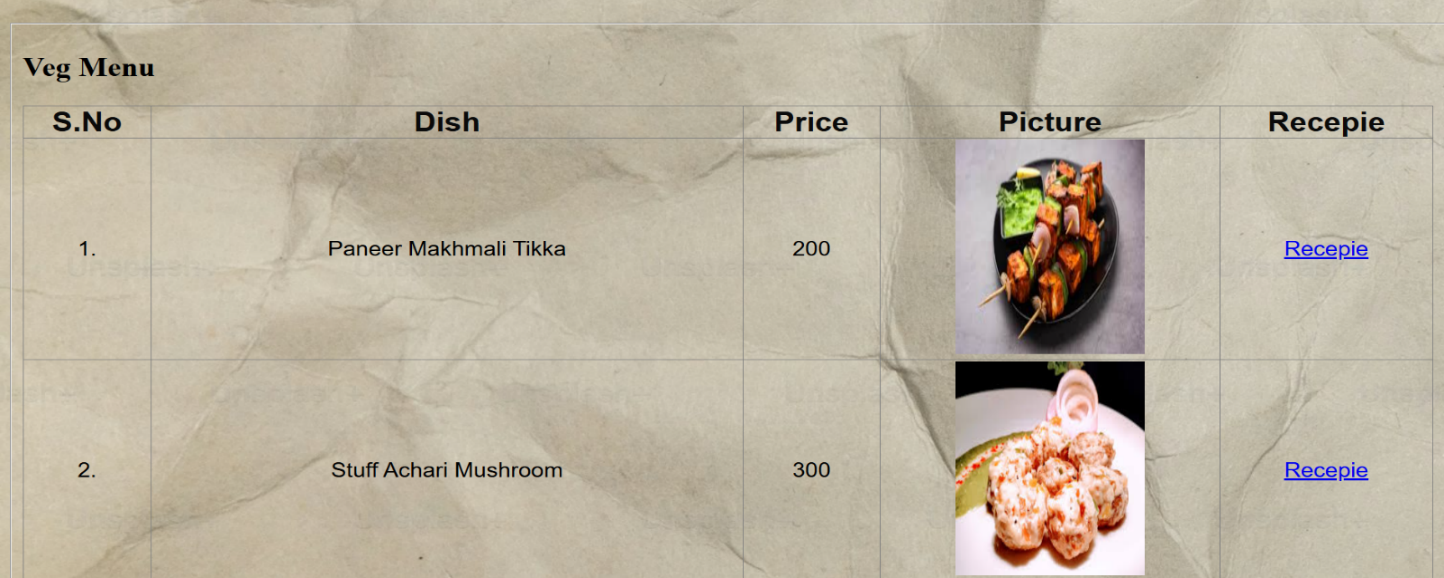 Veg Menu
S.No Dish Price Picture Recepie
1. Paneer Makhmali Tikka 200 Recepie
2. Stuff Achari Mushroom 300 Recepie